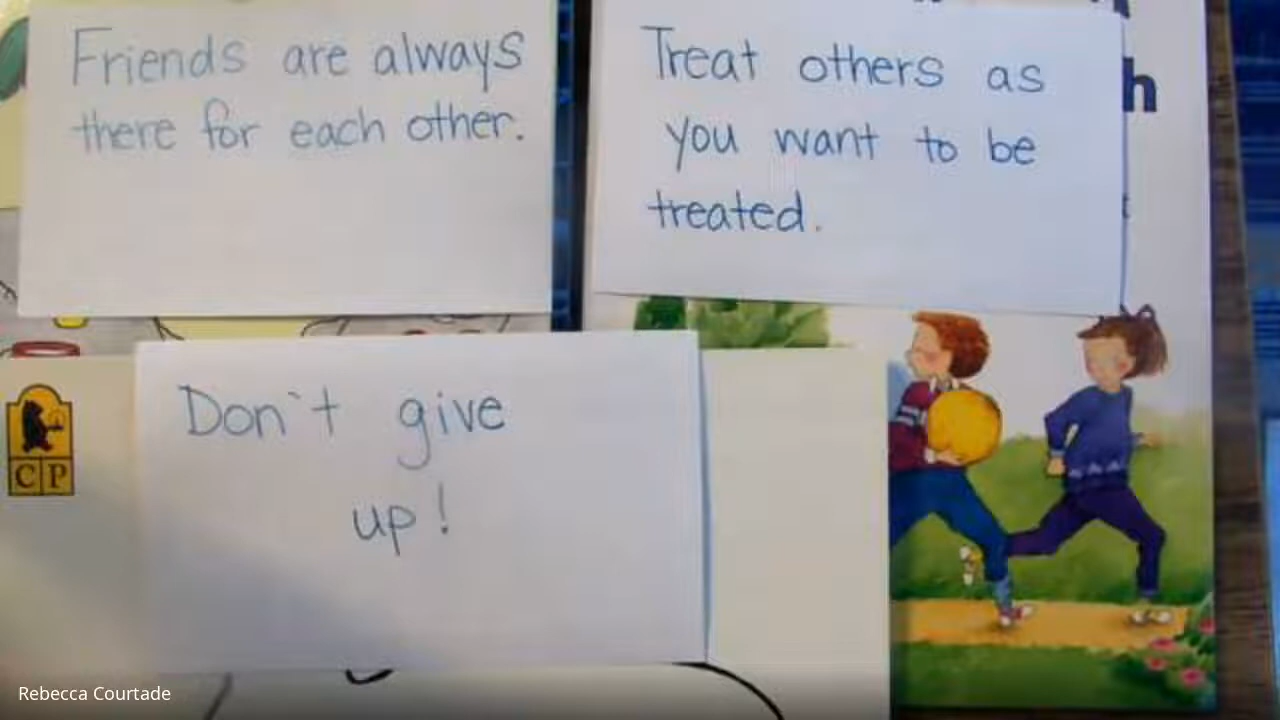 Friends are always
there for each other.
Treat others as
you want to be
treated.
h
Don't give
up!
C P
Rebecca Courtade